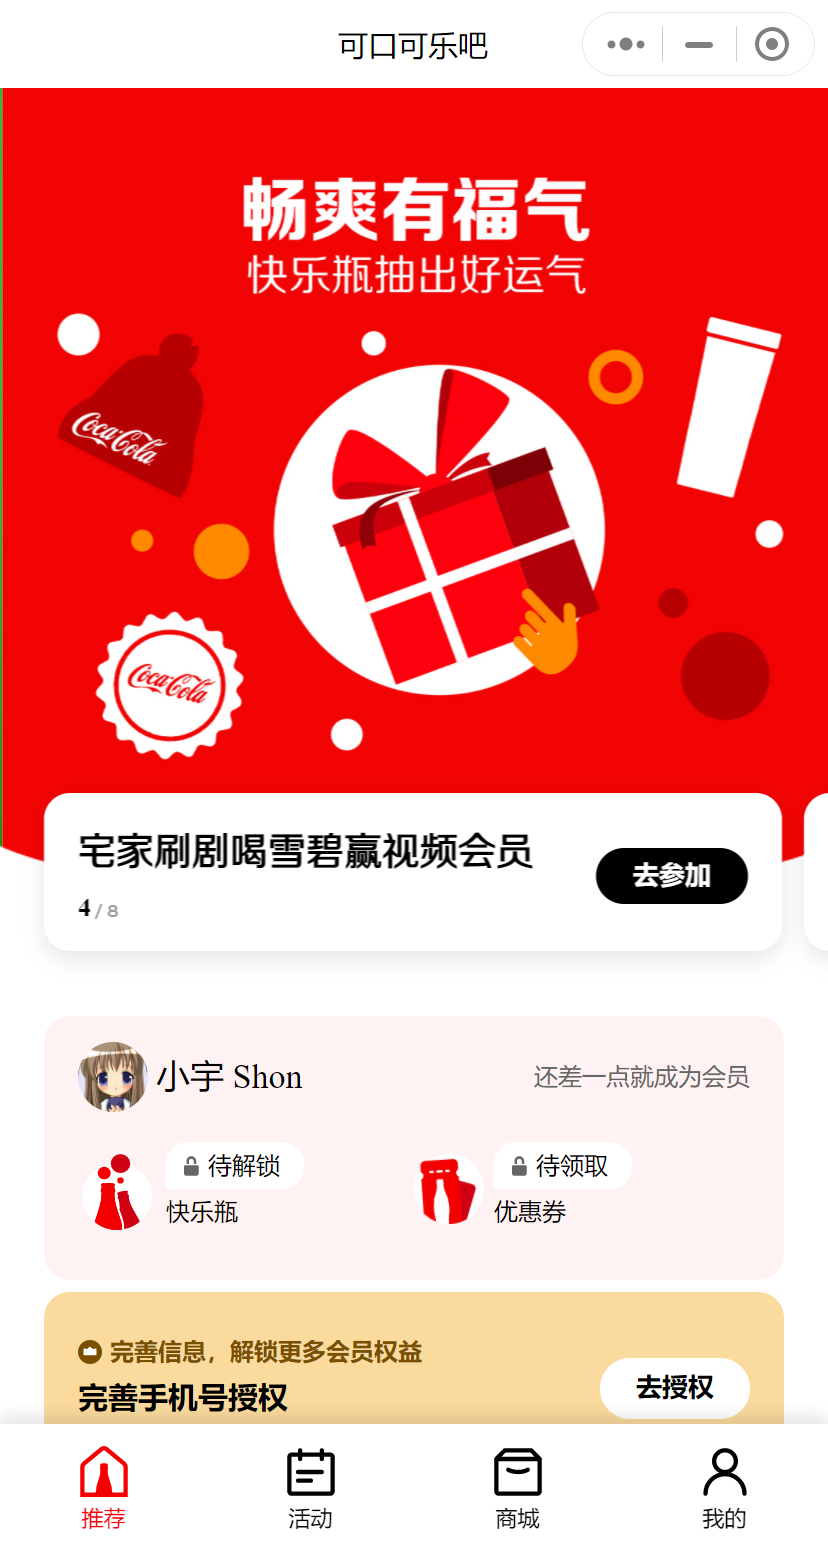 可口可乐吧
畅爽有福气
快乐瓶抽出好运气
Coca-Cola
Coca-Cola
宅家刷剧喝雪碧赢视频会员
去参加
4 / 8
小宇 Shon
还差一点就成为会员
待解锁
快乐瓶
待领取
优惠券
完善信息，解锁更多会员权益
完善手机号授权
去授权
推荐
活动
商城
我的